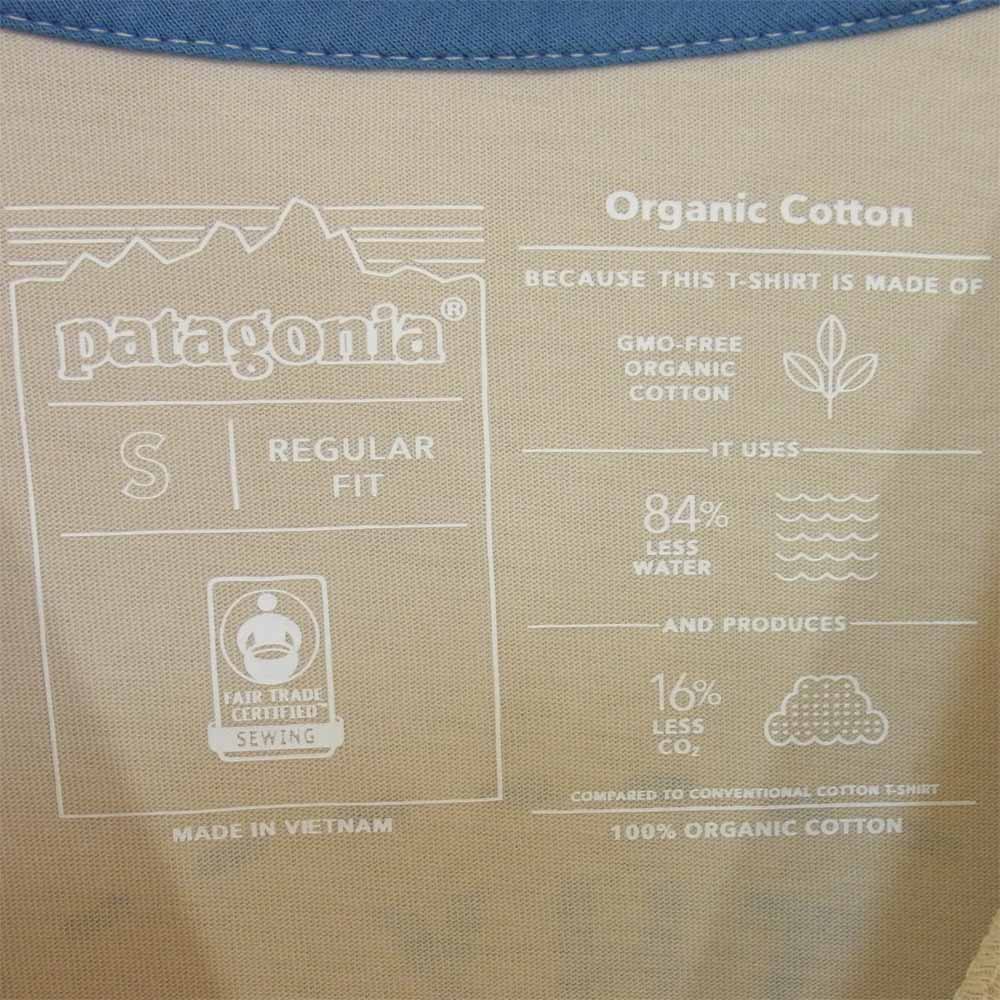 patagonia®
S
REGULAR
FIT
FAIR TRADE
CERTIFIED™
SEWING
MADE IN VIETNAM
Organic Cotton
BECAUSE THIS T-SHIRT IS MADE OF
GMO-FREE
ORGANIC
COTTON
IT USES
84%
LESS
WATER
AND PRODUCES
16%
LESS
CO₂
COMPARED TO CONVENTIONAL COTTON T-SHIRT
100% ORGANIC COTTON